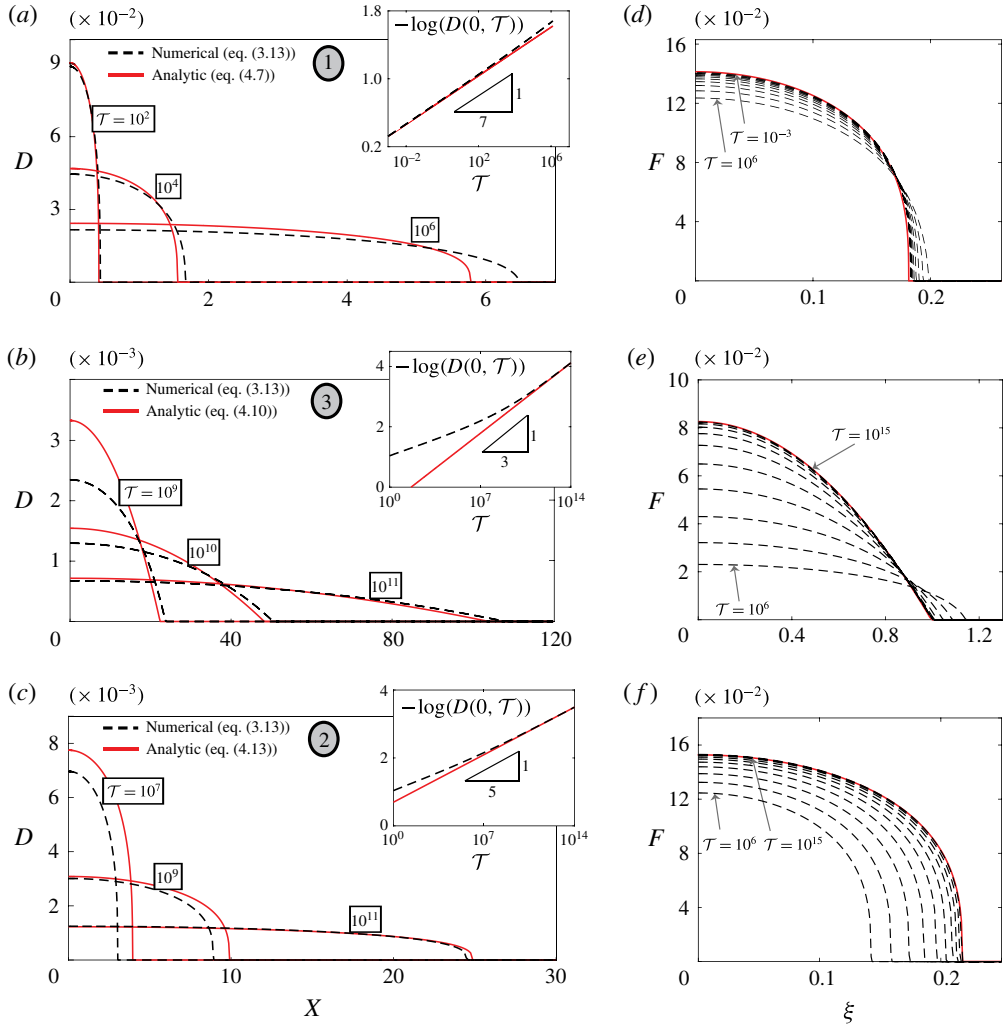 (a)
(× 10⁻²)
D
9
6
3
0
2
4
6
Numerical (eq. (3.13))
Analytic (eq. (4.7))
1
𝒯 = 10²
10⁴
10⁶
−log(D(0, 𝒯))
1.8
1.0
0.2
10⁻²
10²
10⁶
𝒯
1
7
(d)
(× 10⁻²)
F
16
12
8
4
0
0.1
0.2
𝒯 = 10⁻³
𝒯 = 10⁶
(b)
(× 10⁻³)
D
3
2
1
0
40
80
120
Numerical (eq. (3.13))
Analytic (eq. (4.10))
3
𝒯 = 10⁹
10¹⁰
10¹¹
−log(D(0, 𝒯))
4
2
0
10⁰
10⁷
10¹⁴
𝒯
1
3
(e)
(× 10⁻²)
F
10
8
6
4
2
0
0.4
0.8
1.2
𝒯 = 10¹⁵
𝒯 = 10⁶
(c)
(× 10⁻³)
D
8
6
4
2
0
10
20
30
X
Numerical (eq. (3.13))
Analytic (eq. (4.13))
2
𝒯 = 10⁷
10⁹
10¹¹
−log(D(0, 𝒯))
4
2
0
10⁰
10⁷
10¹⁴
𝒯
1
5
(f)
(× 10⁻²)
F
16
12
8
4
0
0.1
0.2
ξ
𝒯 = 10⁶ 𝒯 = 10¹⁵